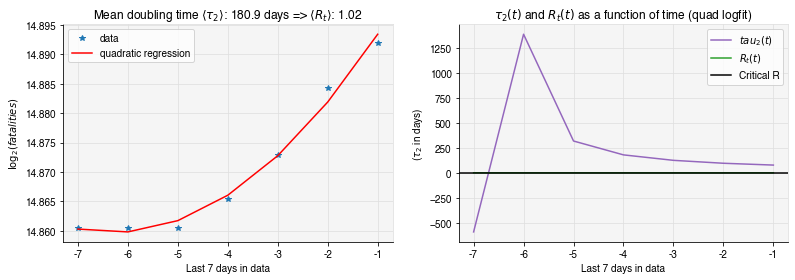 Mean doubling time ⟨τ₂⟩: 180.9 days => ⟨Rₜ⟩: 1.02
data
quadratic regression
log₂(fatalities)
14.895
14.890
14.885
14.880
14.875
14.870
14.865
14.860
-7 -6 -5 -4 -3 -2 -1
Last 7 days in data
τ₂(t) and Rₜ(t) as a function of time (quad logfit)
tau₂(t)
Rₜ(t)
Critical R
(τ₂ in days)
1250
1000
750
500
250
0
−250
−500
-7 -6 -5 -4 -3 -2 -1
Last 7 days in data